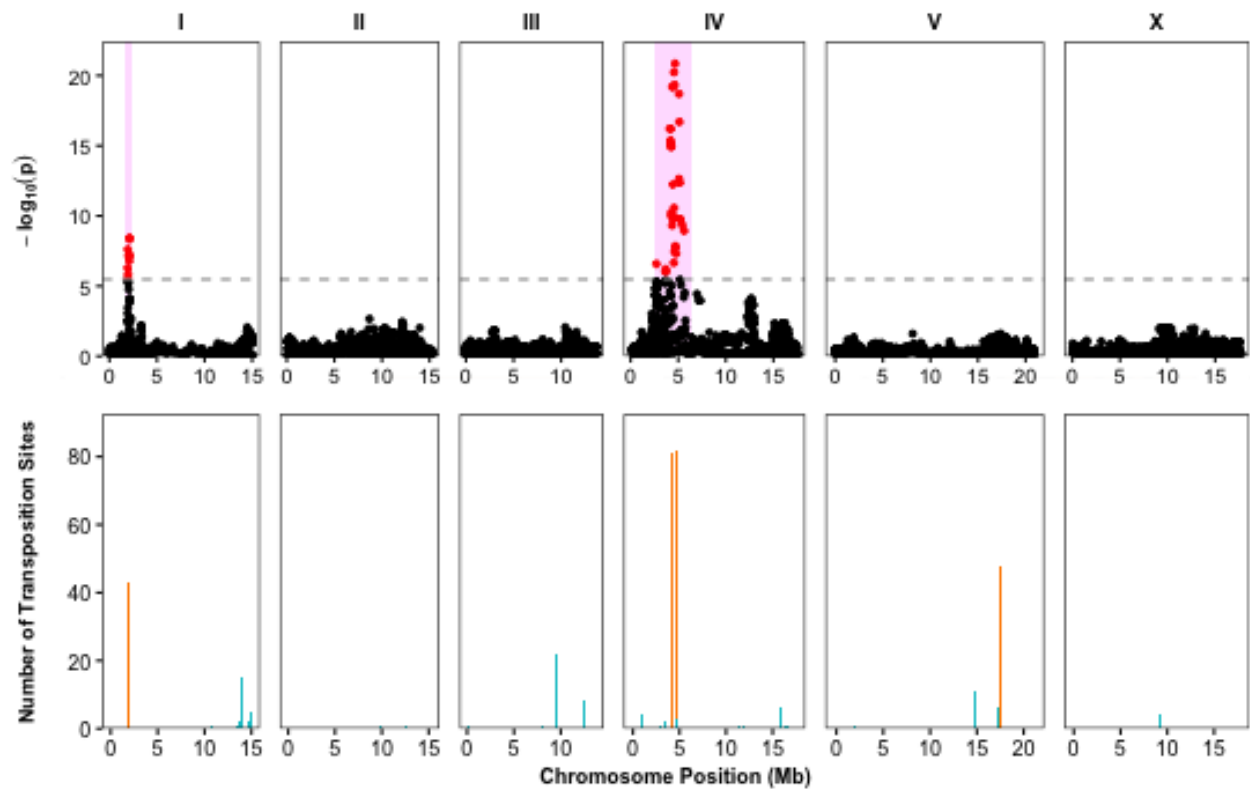 I II III IV V X
− log10(p)
20
15
10
5
0
0 5 10 15 0 5 10 15 0 5 10 0 5 10 15 0 5 10 15 20 0 5 10 15
Number of Transposition Sites
80
60
40
20
0
0 5 10 15 0 5 10 15 0 5 10 0 5 10 15 0 5 10 15 20 0 5 10 15
Chromosome Position (Mb)